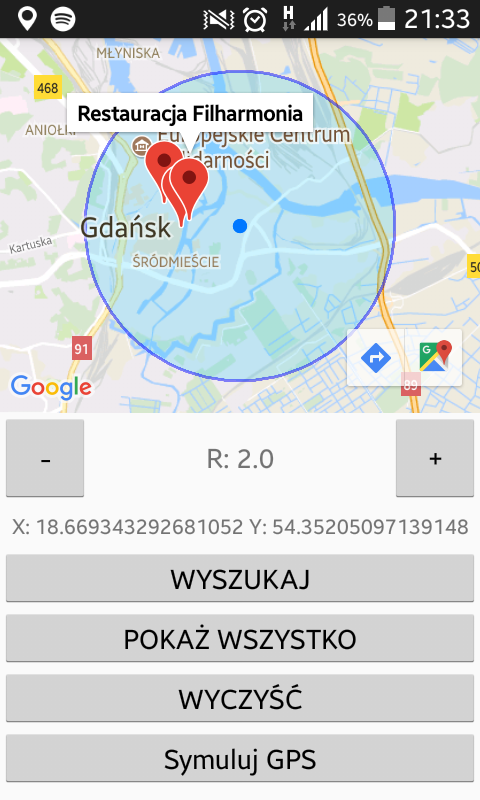 H
36%
21:33
MŁYNISKA
468
Restauracja Filharmonia
ANIOŁKI
Europejskie Centrum
Solidarności
Gdańsk
Kartuska
ŚRÓDMIEŚCIE
91
89
Google
-
R: 2.0
+
X: 18.669343292681052 Y: 54.35205097139148
WYSZUKAJ
POKAŻ WSZYSTKO
WYCZYŚĆ
Symuluj GPS